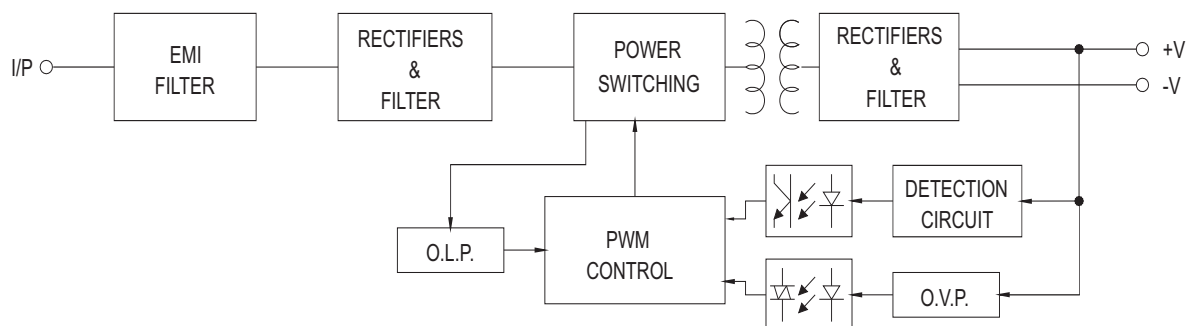 I/P
EMI
FILTER
RECTIFIERS
&
FILTER
POWER
SWITCHING
RECTIFIERS
&
FILTER
+V
-V
O.L.P.
PWM
CONTROL
DETECTION
CIRCUIT
O.V.P.